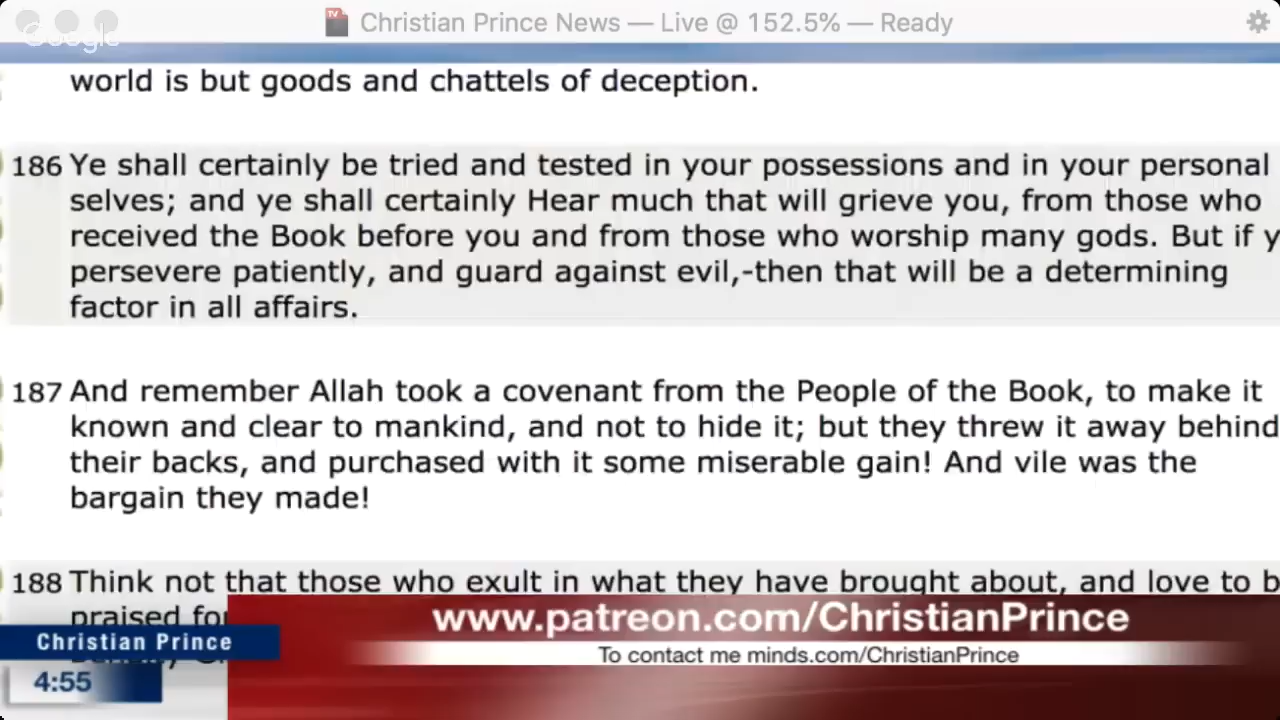 Christian Prince News — Live @ 152.5% — Ready
Google
world is but goods and chattels of deception.
186 Ye shall certainly be tried and tested in your possessions and in your personal
selves; and ye shall certainly Hear much that will grieve you, from those who
received the Book before you and from those who worship many gods. But if y
persevere patiently, and guard against evil,-then that will be a determining
factor in all affairs.
187 And remember Allah took a covenant from the People of the Book, to make it
known and clear to mankind, and not to hide it; but they threw it away behind
their backs, and purchased with it some miserable gain! And vile was the
bargain they made!
188 Think not that those who exult in what they have brought about, and love to b
praised for
www.patreon.com/ChristianPrince
Christian Prince
To contact me minds.com/ChristianPrince
4:55